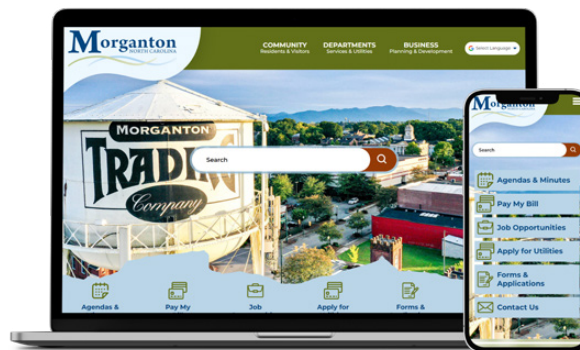 Morganton
NORTH CAROLINA
COMMUNITY
Residents & Visitors
DEPARTMENTS
Services & Utilities
BUSINESS
Planning & Development
Select Language
MORGANTON
TRADING
Company
Search
Agendas &
Pay My
Job
Apply for
Forms &
Morganton
Search
Agendas & Minutes
Pay My Bill
Job Opportunities
Apply for Utilities
Forms &
Applications
Contact Us